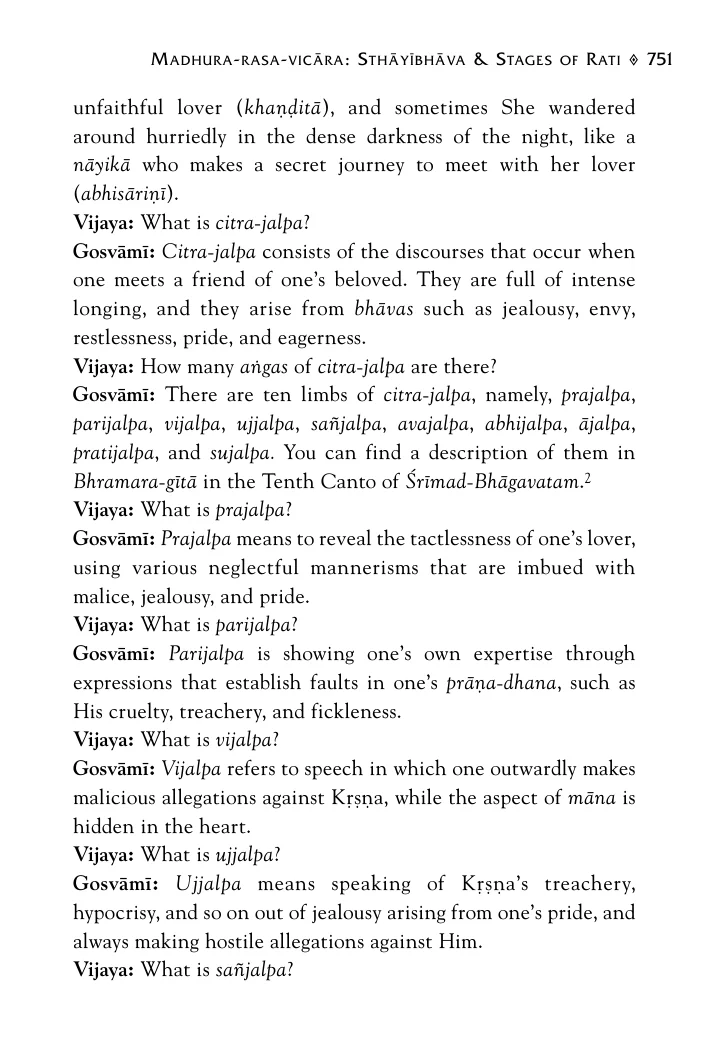 MADHURA-RASA-VICĀRA: STHĀYĪBHĀVA & STAGES OF RATI ◈ 751
unfaithful lover (khaṇḍitā), and sometimes She wandered
around hurriedly in the dense darkness of the night, like a
nāyikā who makes a secret journey to meet with her lover
(abhisāriṇī).
Vijaya: What is citra-jalpa?
Gosvāmī: Citra-jalpa consists of the discourses that occur when
one meets a friend of one's beloved. They are full of intense
longing, and they arise from bhāvas such as jealousy, envy,
restlessness, pride, and eagerness.
Vijaya: How many aṅgas of citra-jalpa are there?
Gosvāmī: There are ten limbs of citra-jalpa, namely, prajalpa,
parijalpa, vijalpa, ujjalpa, sañjalpa, avajalpa, abhijalpa, ājalpa,
pratijalpa, and sujalpa. You can find a description of them in
Bhramara-gītā in the Tenth Canto of Śrīmad-Bhāgavatam.²
Vijaya: What is prajalpa?
Gosvāmī: Prajalpa means to reveal the tactlessness of one's lover,
using various neglectful mannerisms that are imbued with
malice, jealousy, and pride.
Vijaya: What is parijalpa?
Gosvāmī: Parijalpa is showing one's own expertise through
expressions that establish faults in one's prāṇa-dhana, such as
His cruelty, treachery, and fickleness.
Vijaya: What is vijalpa?
Gosvāmī: Vijalpa refers to speech in which one outwardly makes
malicious allegations against Kṛṣṇa, while the aspect of māna is
hidden in the heart.
Vijaya: What is ujjalpa?
Gosvāmī: Ujjalpa means speaking of Kṛṣṇa's treachery,
hypocrisy, and so on out of jealousy arising from one's pride, and
always making hostile allegations against Him.
Vijaya: What is sañjalpa?